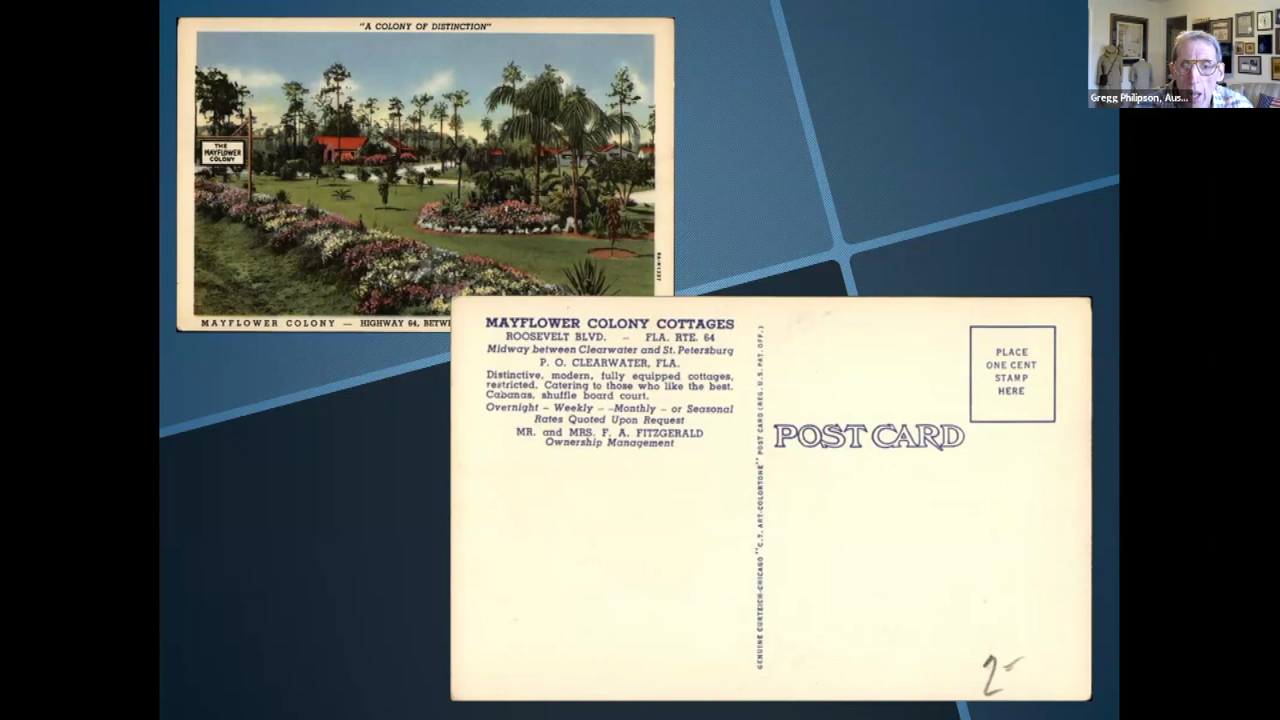 "A COLONY OF DISTINCTION"
THE
MAYFLOWER
COLONY
MAYFLOWER COLONY — HIGHWAY 64, BETW
MAYFLOWER COLONY COTTAGES
ROOSEVELT BLVD. – FLA. RTE. 64
Midway between Clearwater and St. Petersburg
P. O. CLEARWATER, FLA.
Distinctive, modern, fully equipped cottages,
restricted. Catering to those who like the best.
Cabanas, shuffle board court.
Overnight – Weekly – –Monthly – or Seasonal
Rates Quoted Upon Request
MR. and MRS. F. A. FITZGERALD
Ownership Management
GENUINE CURTEICH-CHICAGO "C.T. ART-COLORTONE" POST CARD (REG. U.S. PAT. OFF.)
POST CARD
PLACE
ONE CENT
STAMP
HERE
2-
Gregg Philipson, Aus...